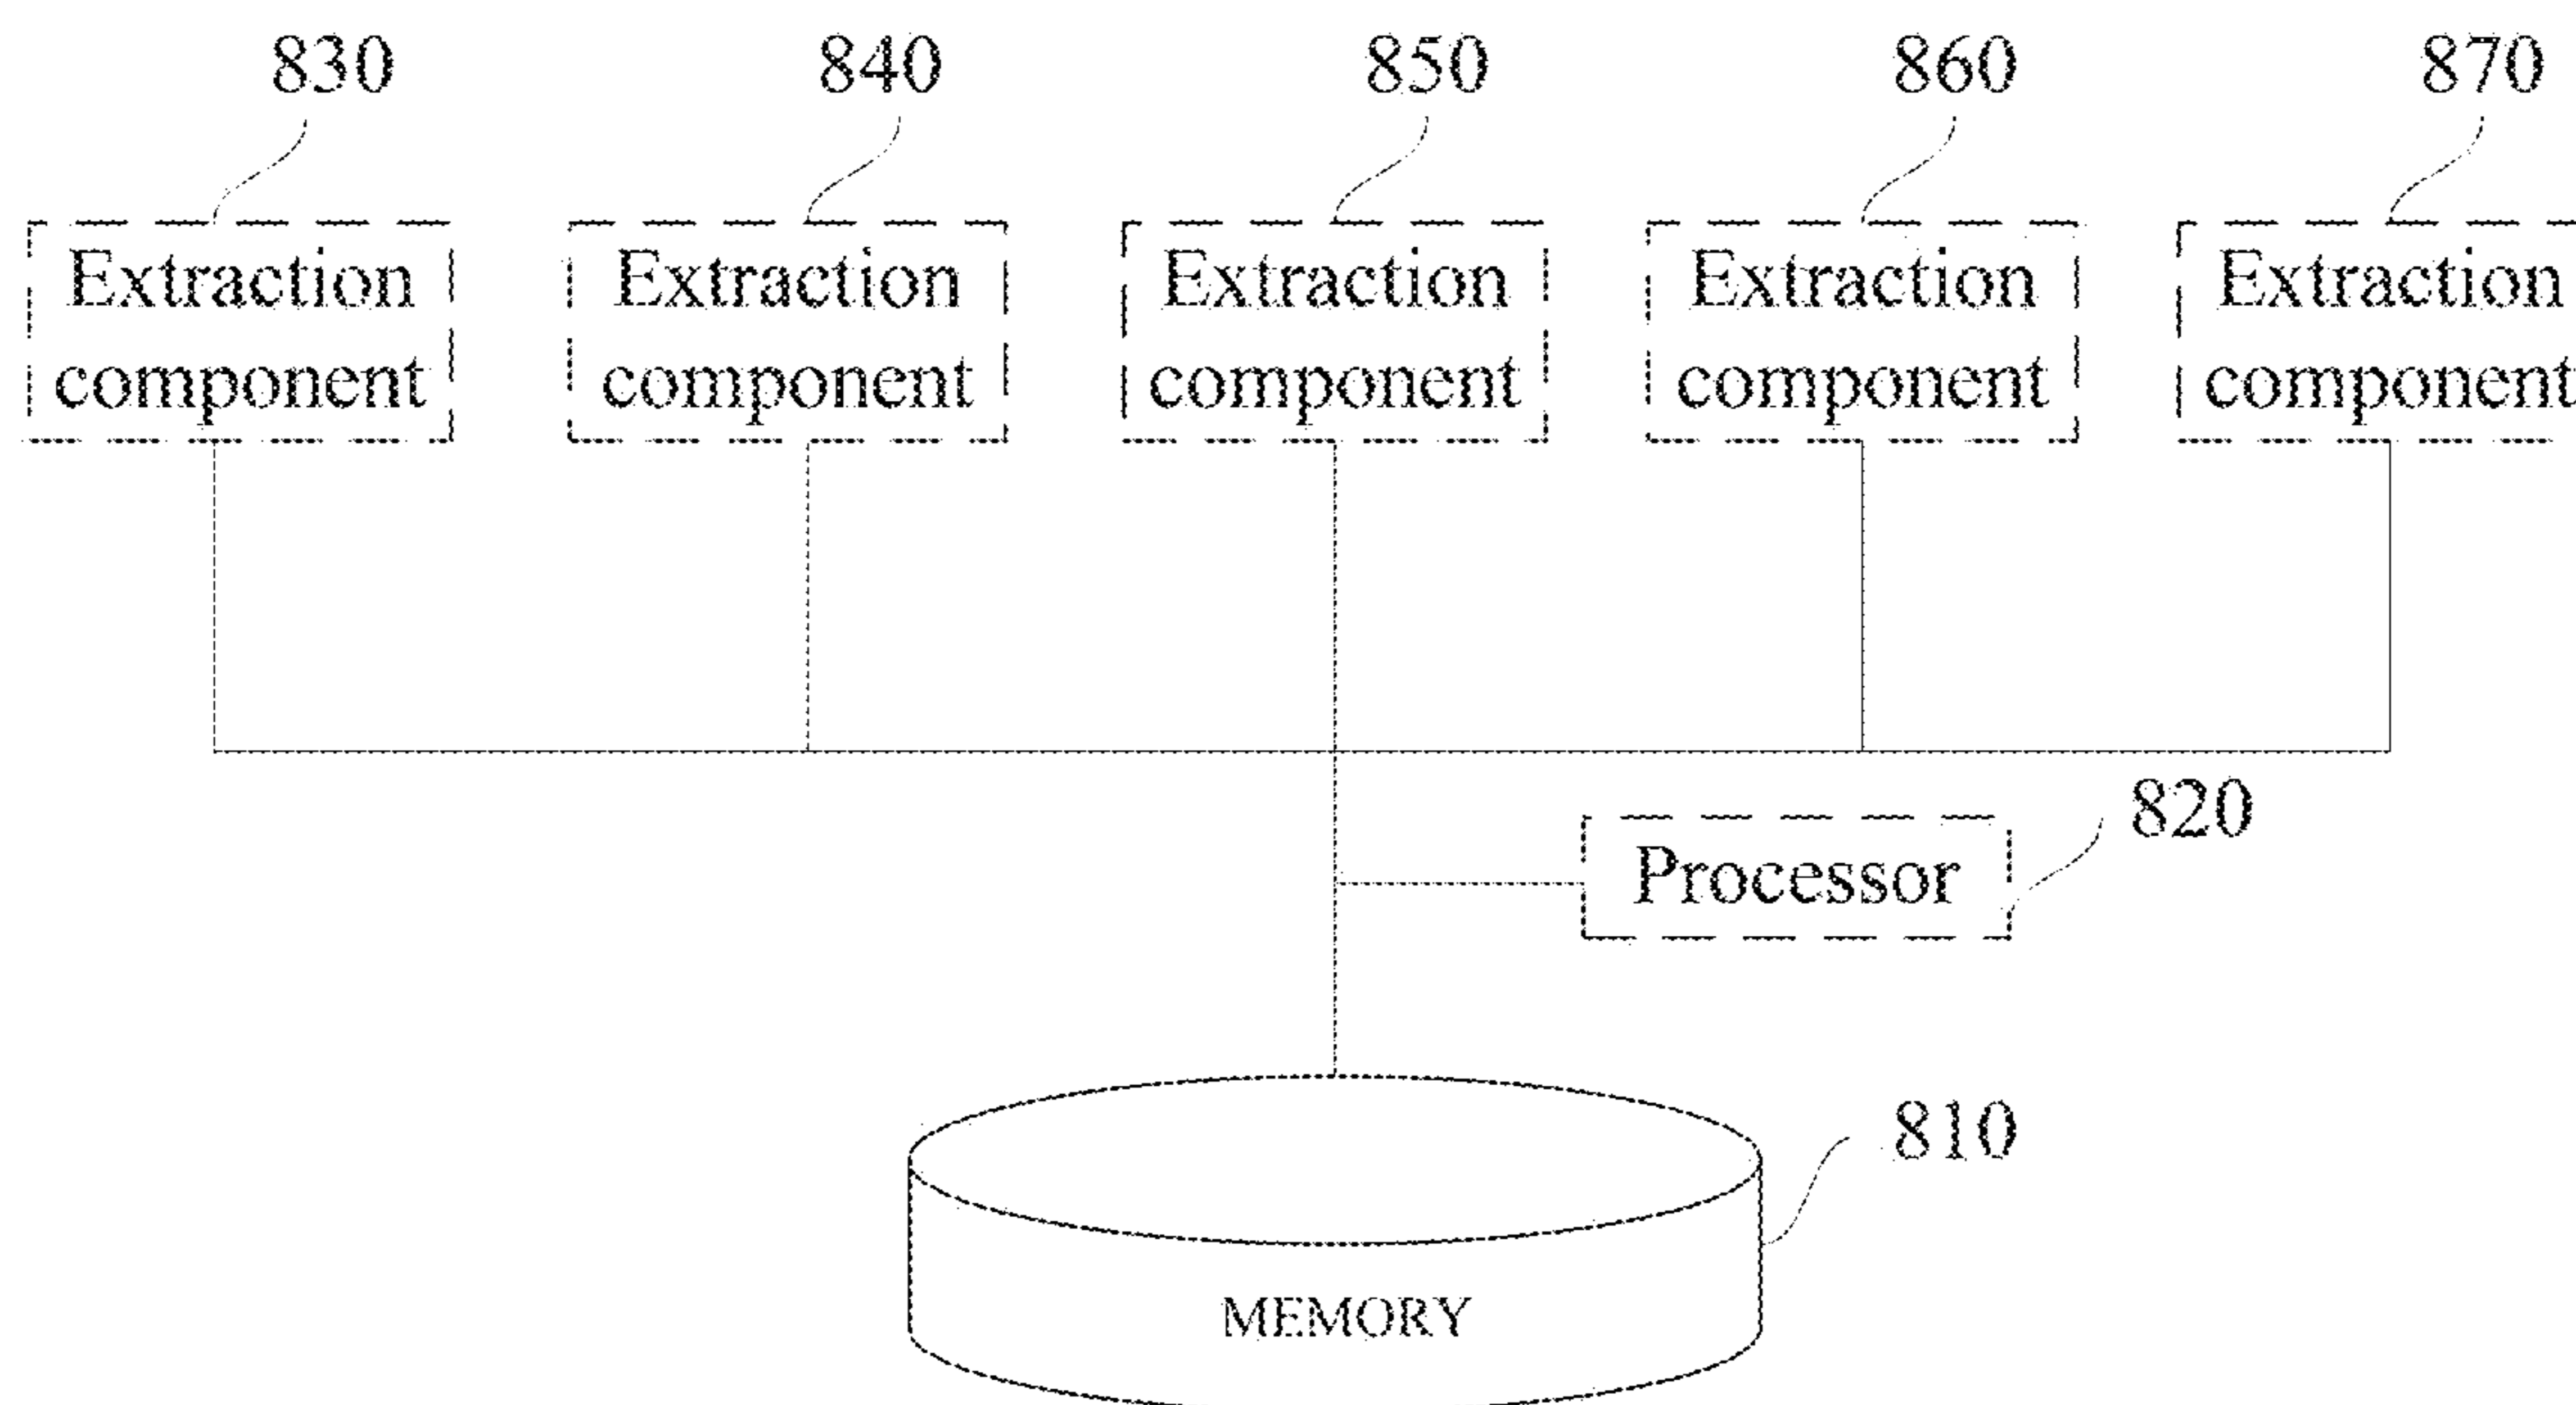 830 840 850 860 870
Extraction Extraction Extraction Extraction Extraction
component component component component component
820
Processor
810
MEMORY